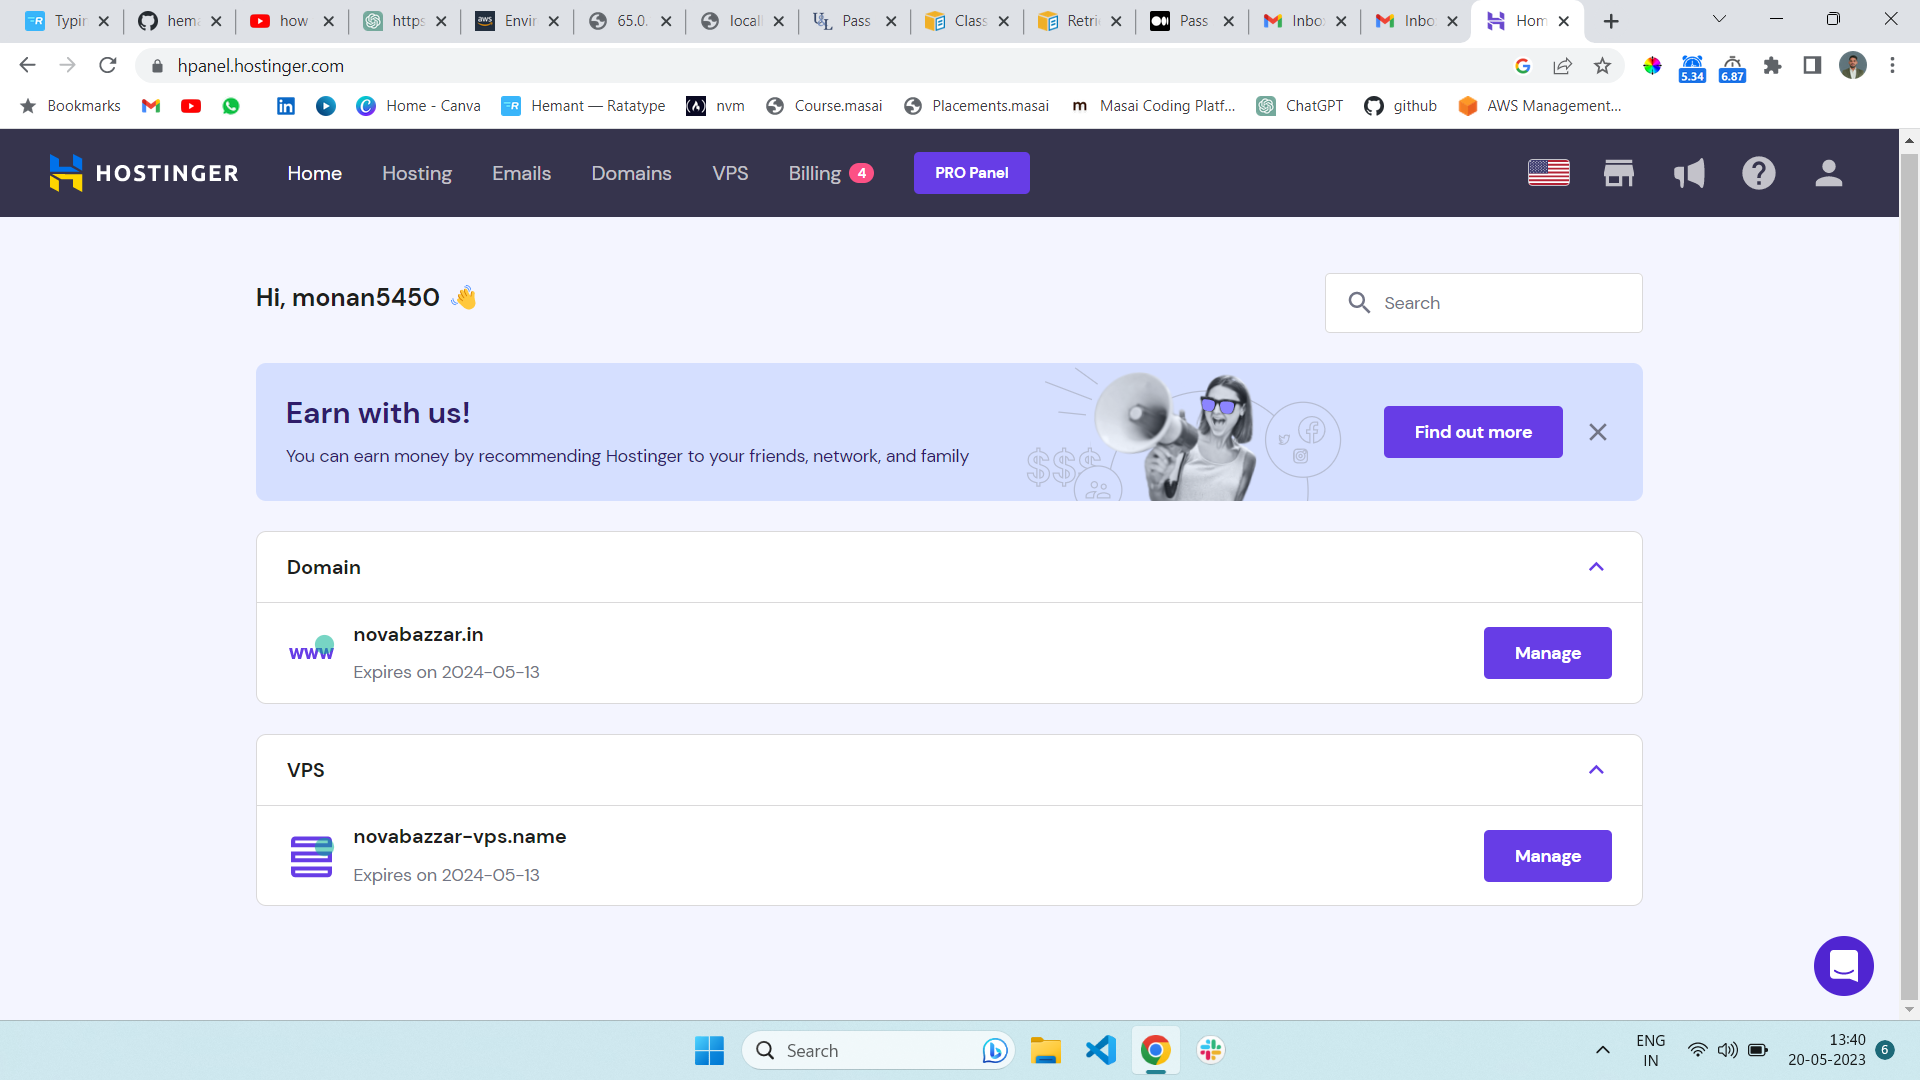 Typin
hema
how
https
Envir
65.0.
locall
Pass
Class
Retri
Pass
Inbo
Inbo
Hom
hpanel.hostinger.com
5.34
6.87
Bookmarks
Home - Canva
Hemant — Ratatype
nvm
Course.masai
Placements.masai
Masai Coding Platf...
ChatGPT
github
AWS Management...
HOSTINGER
Home
Hosting
Emails
Domains
VPS
Billing 4
PRO Panel
Hi, monan5450 👋
Search
Earn with us!
You can earn money by recommending Hostinger to your friends, network, and family
$$$
Find out more
Domain
www
novabazzar.in
Expires on 2024-05-13
Manage
VPS
novabazzar-vps.name
Expires on 2024-05-13
Manage
Search
ENG
IN
13:40
20-05-2023
6